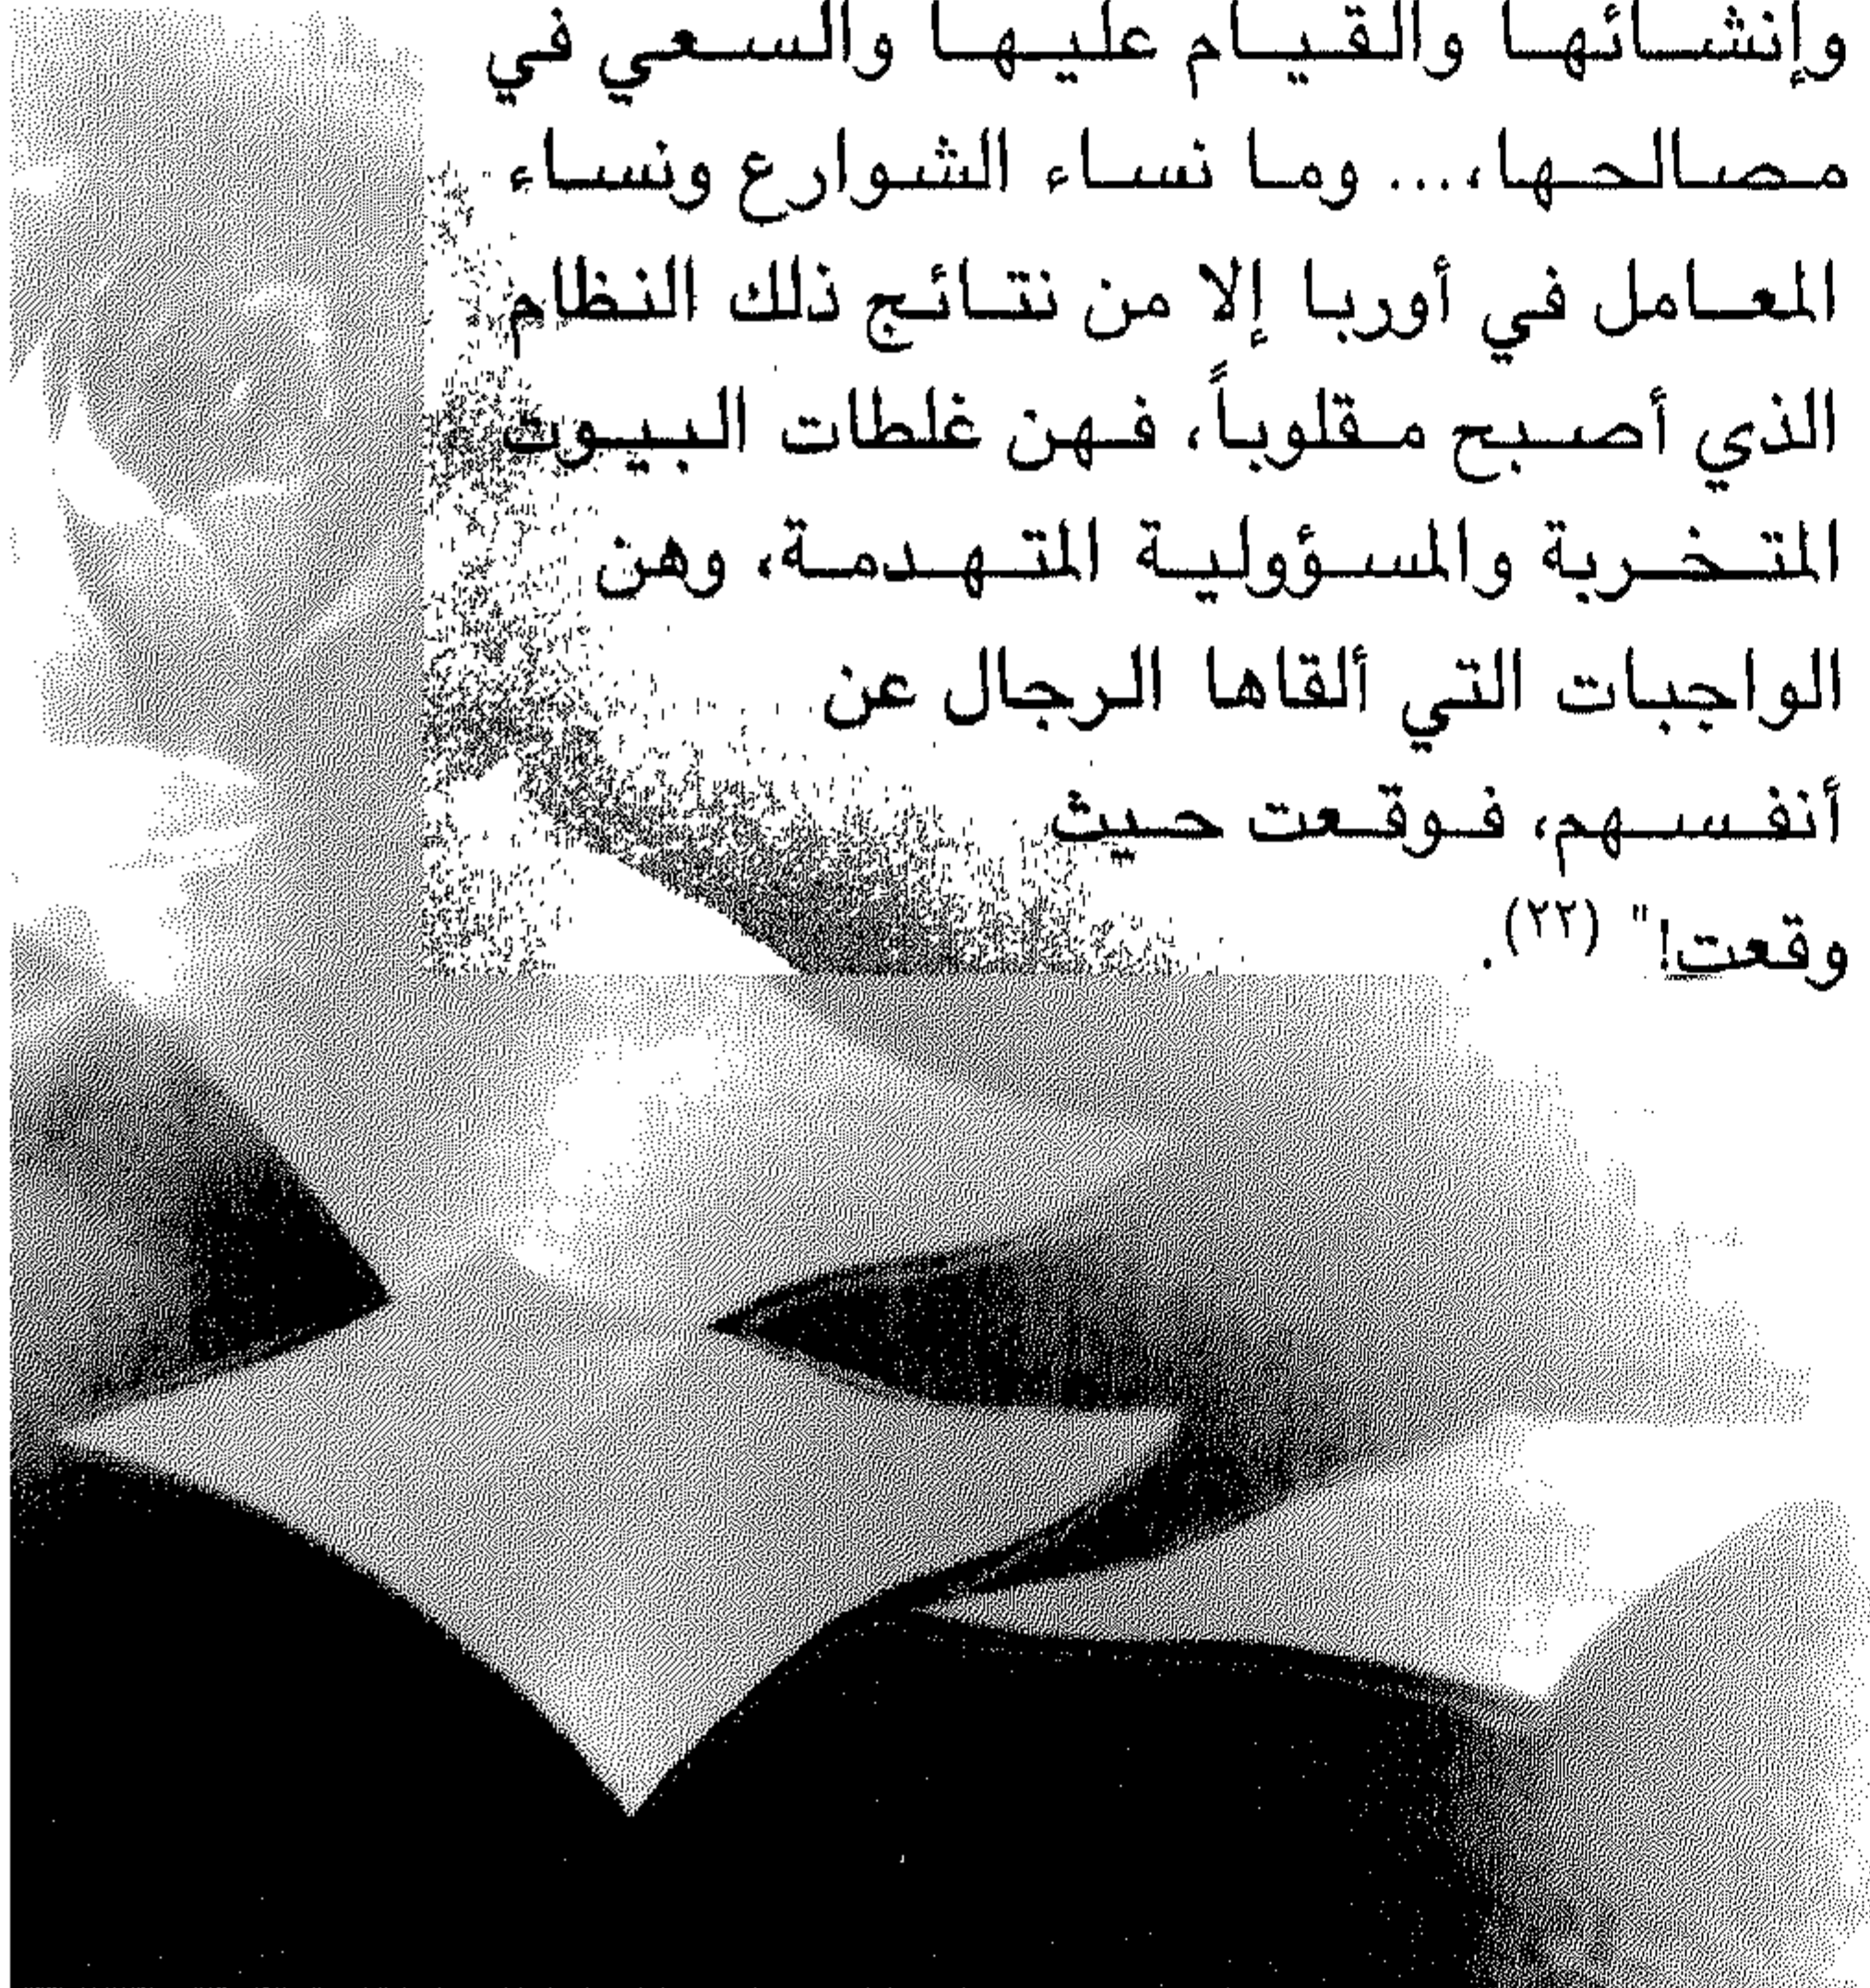 وإنشائها والقيام عليها والسعي في
مصالحها،... وما نساء الشوارع ونساء
المعامل في أوربا إلا من نتائج ذلك النظام
الذي أصبح مقلوباً، فهن غلطات البيوت
المتخربة والمسؤولية المتهدمة، وهن
الواجبات التي ألقاها الرجال عن
أنفسهم، فوقعت حيث
وقعت!" (٢٢).